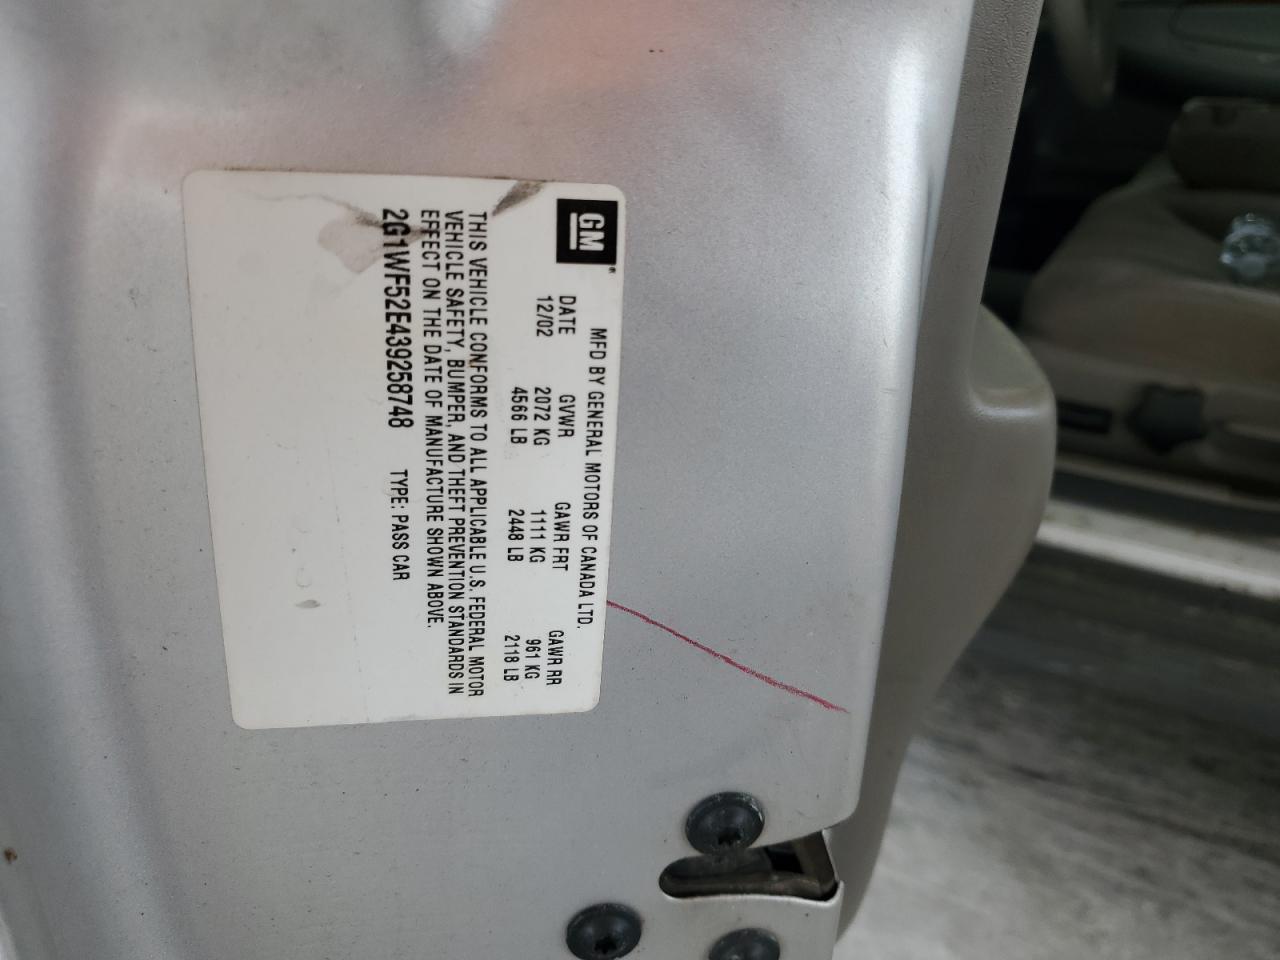 GM
MFD BY GENERAL MOTORS OF CANADA LTD.
DATE GVWR GAWR FRT GAWR RR
12/02 2072 KG 1111 KG 961 KG
4566 LB 2448 LB 2118 LB
THIS VEHICLE CONFORMS TO ALL APPLICABLE U.S. FEDERAL MOTOR
VEHICLE SAFETY, BUMPER, AND THEFT PREVENTION STANDARDS IN
EFFECT ON THE DATE OF MANUFACTURE SHOWN ABOVE.
2G1WF52E439258748 TYPE: PASS CAR